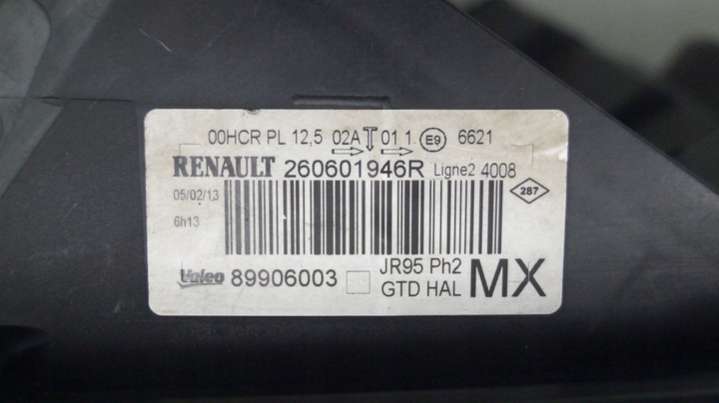 00HCR PL 12,5 02A 01 1 E9 6621
RENAULT 260601946R Ligne2 4008
05/02/13
287
6h13
Valeo 89906003 JR95 Ph2
GTD HAL MX